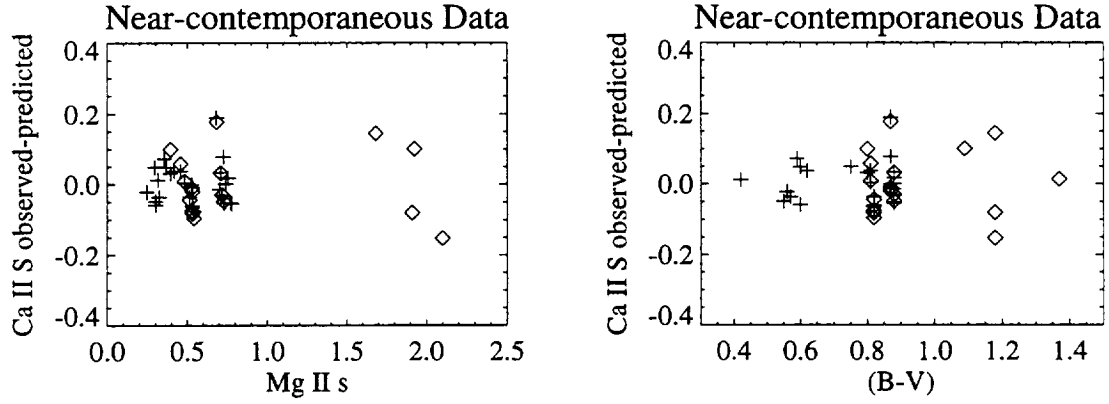 Near-contemporaneous Data
Ca II S observed-predicted
0.4
0.2
0.0
-0.2
-0.4
0.0 0.5 1.0 1.5 2.0 2.5
Mg II s
Near-contemporaneous Data
Ca II S observed-predicted
0.4
0.2
0.0
-0.2
-0.4
0.4 0.6 0.8 1.0 1.2 1.4
(B-V)